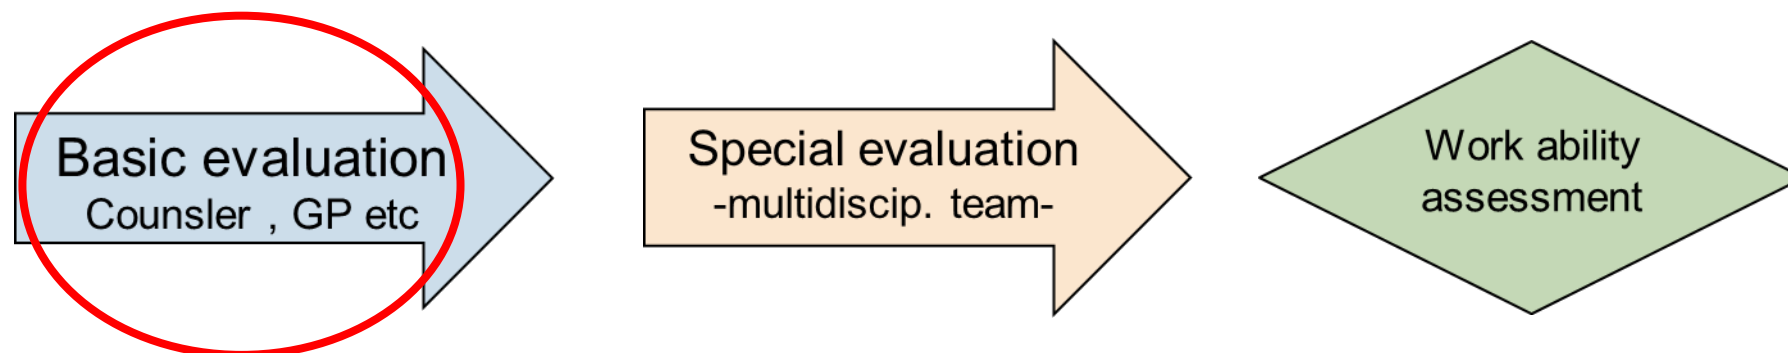 Basic evaluation
Counsler , GP etc
Special evaluation
-multidiscip. team-
Work ability
assessment